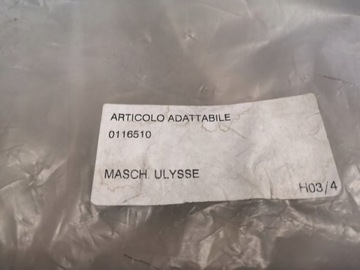 ARTICOLO ADATTABILE
0116510
MASCH. ULYSSE
H03/4